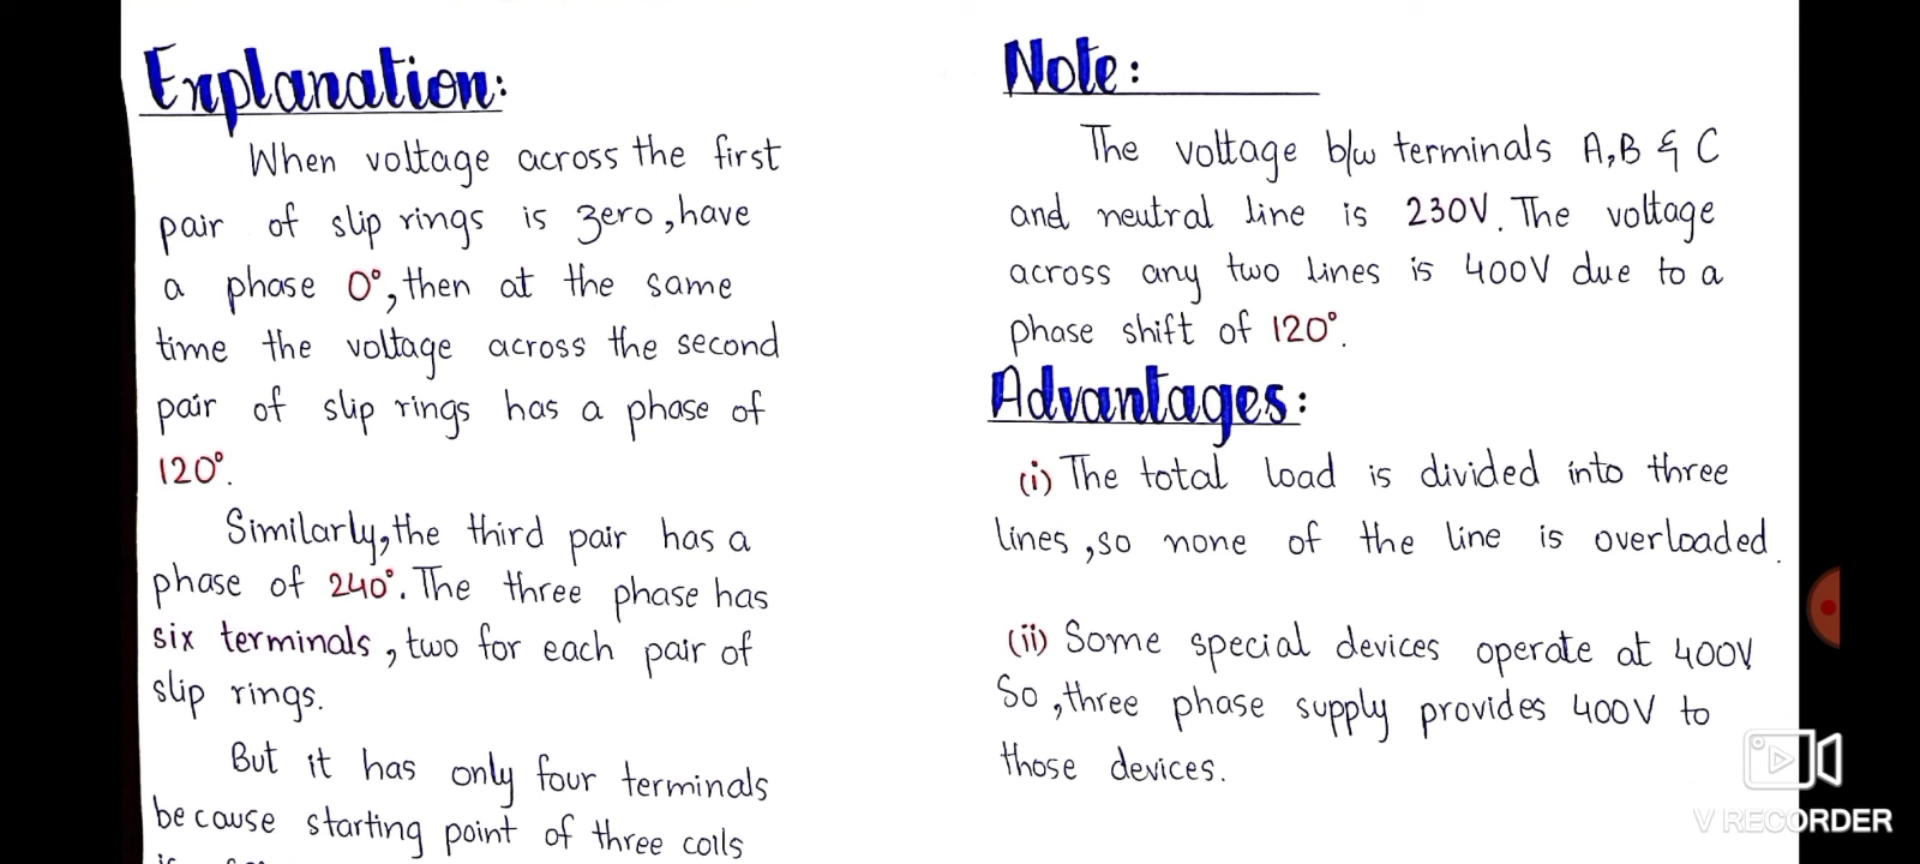 Explanation:
When voltage across the first
pair of slip rings is zero, have
a phase 0°, then at the same
time the voltage across the second
pair of slip rings has a phase of
120°.
Similarly, the third pair has a
phase of 240°. The three phase has
six terminals, two for each pair of
slip rings.
But it has only four terminals
because starting point of three coils
Note:
The voltage b/w terminals A, B & C
and neutral line is 230V. The voltage
across any two lines is 400V due to a
phase shift of 120°.
Advantages:
(i) The total load is divided into three
lines, so none of the line is overloaded.
(ii) Some special devices operate at 400V
So, three phase supply provides 400V to
those devices.
V RECORDER